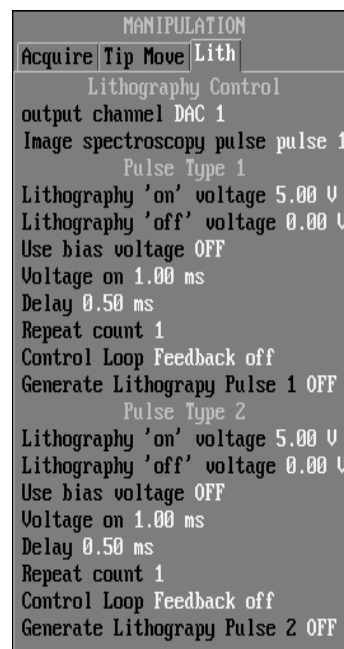 MANIPULATION
Acquire Tip Move Lith
Lithography Control
output channel DAC 1
Image spectroscopy pulse pulse 1
Pulse Type 1
Lithography 'on' voltage 5.00 V
Lithography 'off' voltage 0.00 V
Use bias voltage OFF
Voltage on 1.00 ms
Delay 0.50 ms
Repeat count 1
Control Loop Feedback off
Generate Lithograpy Pulse 1 OFF
Pulse Type 2
Lithography 'on' voltage 5.00 V
Lithography 'off' voltage 0.00 V
Use bias voltage OFF
Voltage on 1.00 ms
Delay 0.50 ms
Repeat count 1
Control Loop Feedback off
Generate Lithograpy Pulse 2 OFF